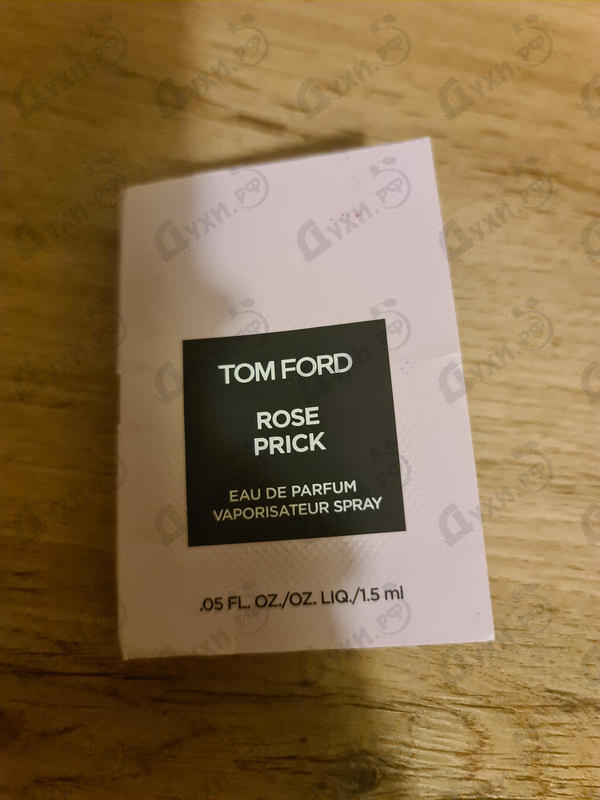 TOM FORD
ROSE
PRICK
EAU DE PARFUM
VAPORISATEUR SPRAY
.05 FL. OZ./OZ. LIQ./1.5 ml
Духи.рф